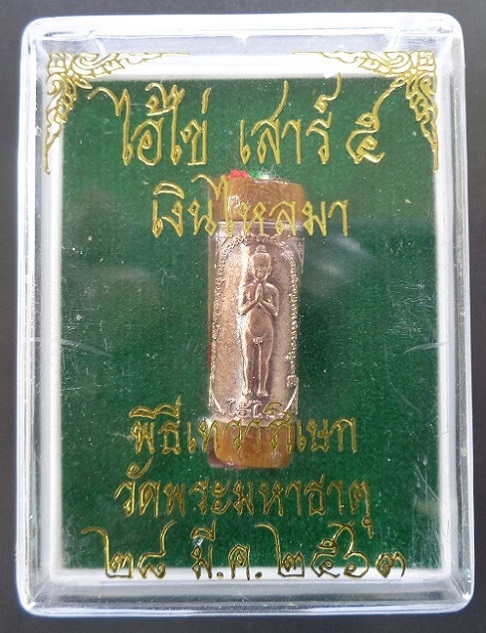 ไอ้ไข่ เสาร์ ๕
เงินไหลมา
พิธีเทวาภิเษก
วัดพระมหาธาตุ
๒๘ มี.ค. ๒๕๖๓